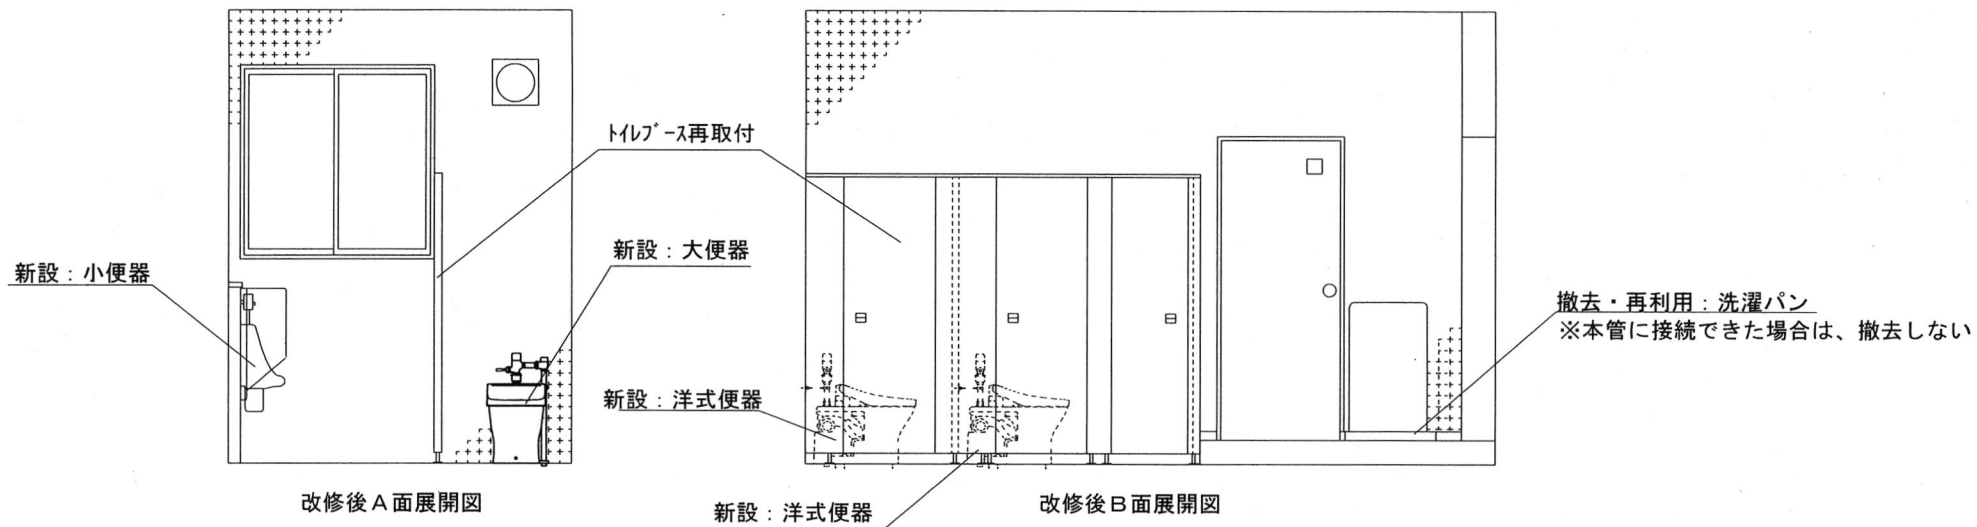 トイレブース再取付
新設：大便器
新設：小便器
撤去・再利用：洗濯パン
※本管に接続できた場合は、撤去しない
新設：洋式便器
改修後Ａ面展開図
新設：洋式便器
改修後Ｂ面展開図